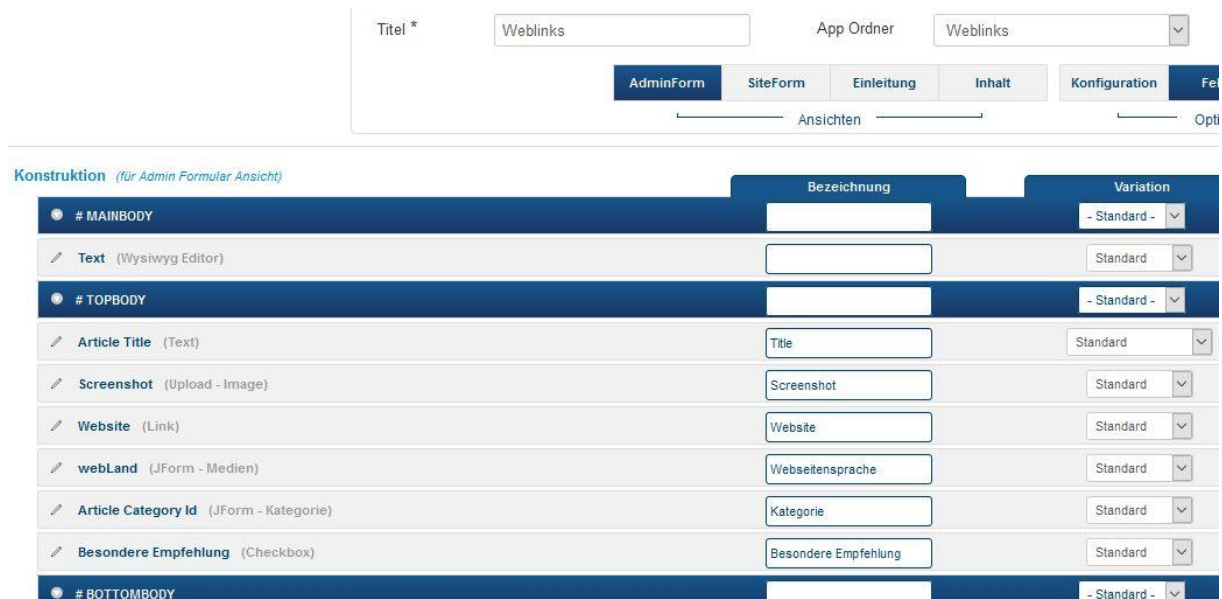 Titel * Weblinks App Ordner Weblinks
AdminForm SiteForm Einleitung Inhalt Konfiguration
Ansichten
Konstruktion (für Admin Formular Ansicht)
Bezeichnung Variation
# MAINBODY - Standard -
Text (Wysiwyg Editor) Standard
# TOPBODY - Standard -
Article Title (Text) Title Standard
Screenshot (Upload - Image) Screenshot Standard
Website (Link) Website Standard
webLand (JForm - Medien) Webseitensprache Standard
Article Category Id (JForm - Kategorie) Kategorie Standard
Besondere Empfehlung (Checkbox) Besondere Empfehlung Standard
# BOTTOMBODY - Standard -